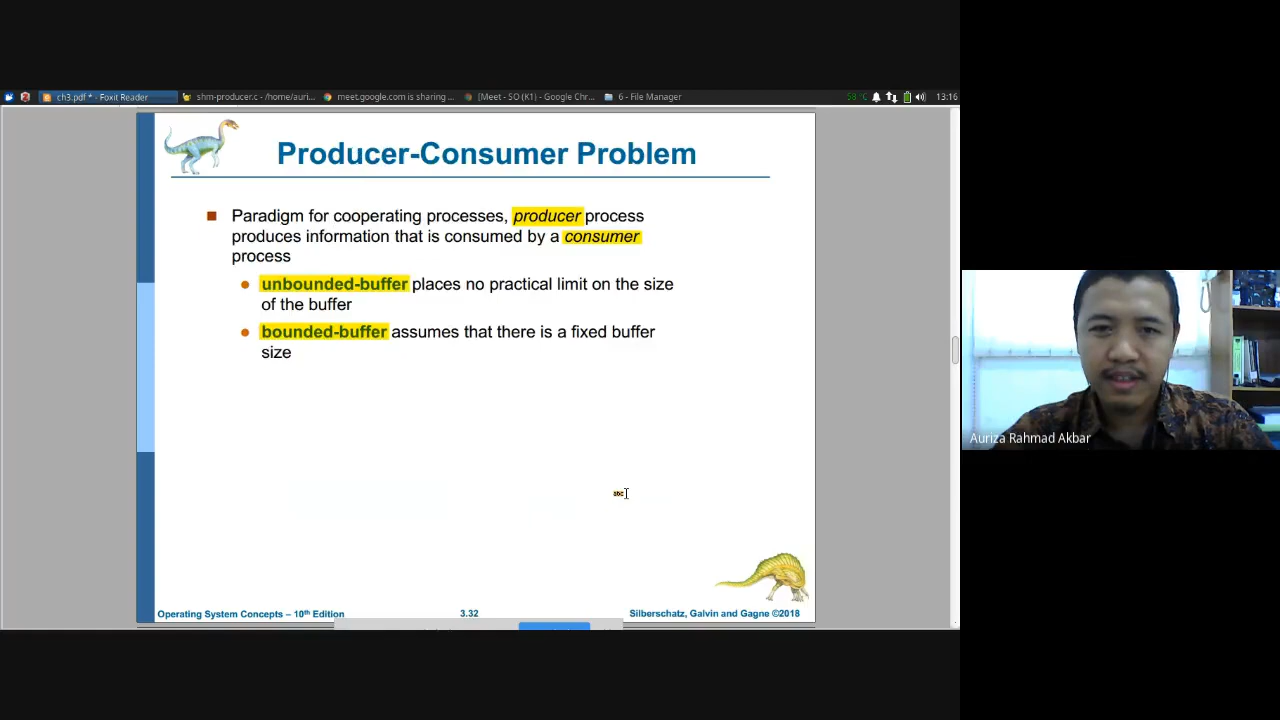 ch3.pdf * - Foxit Reader
shm-producer.c - /home/auri...
meet.google.com is sharing ...
[Meet - SO (K1) - Google Chr...
6 - File Manager
58°C
13:16
Producer-Consumer Problem
Paradigm for cooperating processes, producer process
produces information that is consumed by a consumer
process
unbounded-buffer places no practical limit on the size
of the buffer
bounded-buffer assumes that there is a fixed buffer
size
abc
Operating System Concepts – 10th Edition
3.32
Silberschatz, Galvin and Gagne ©2018
Auriza Rahmad Akbar